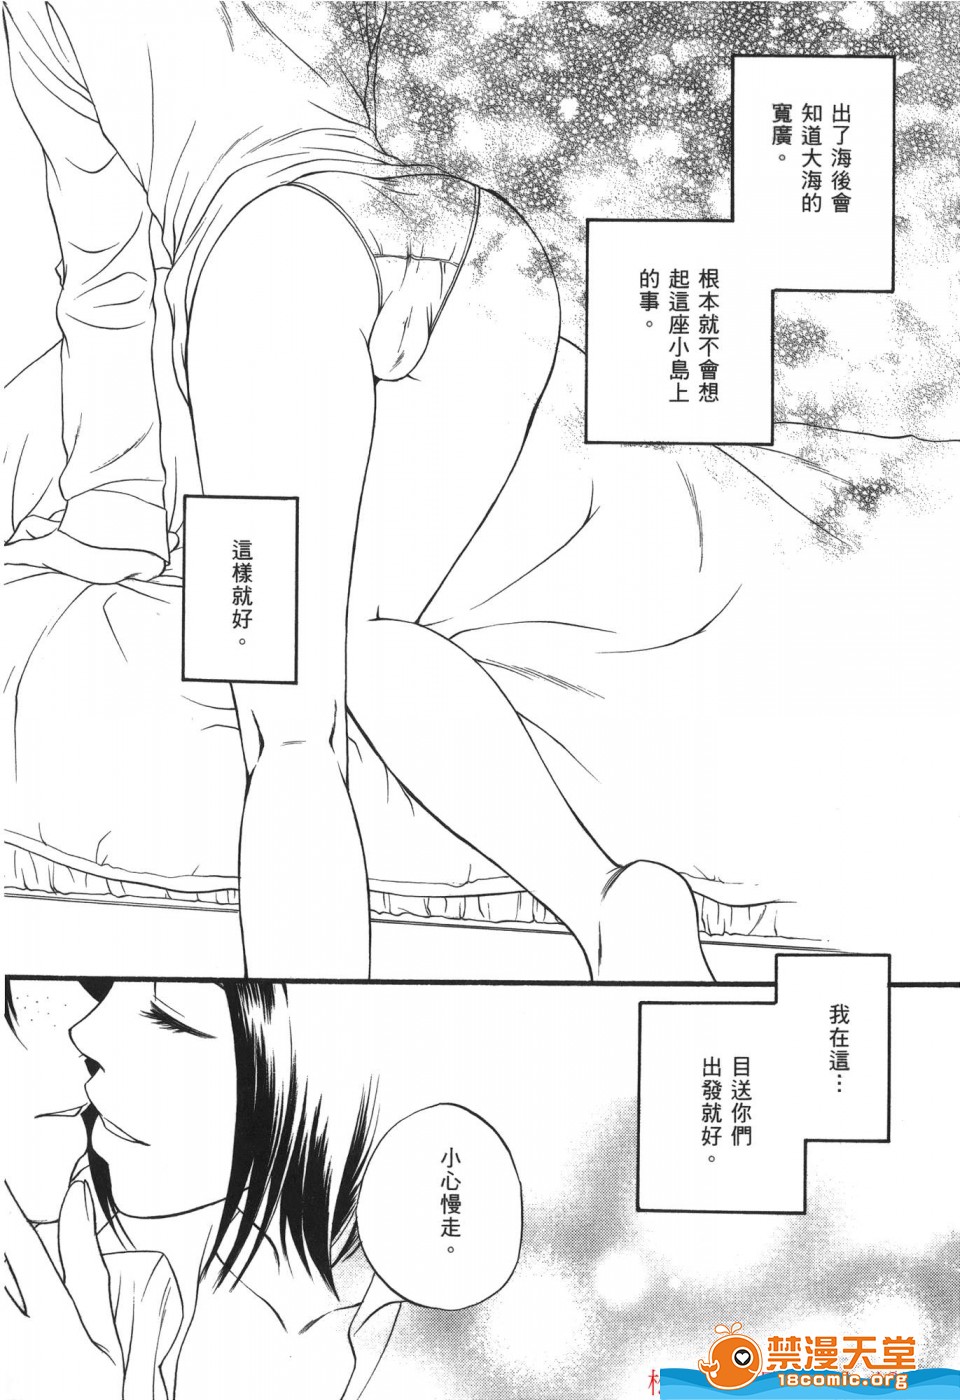 出了海後會
知道大海的
寬廣。
根本就不會想
起這座小島上
的事。
這樣就好。
我在這…
目送你們
出發就好。
小心慢走。
禁漫天堂
18comic.org